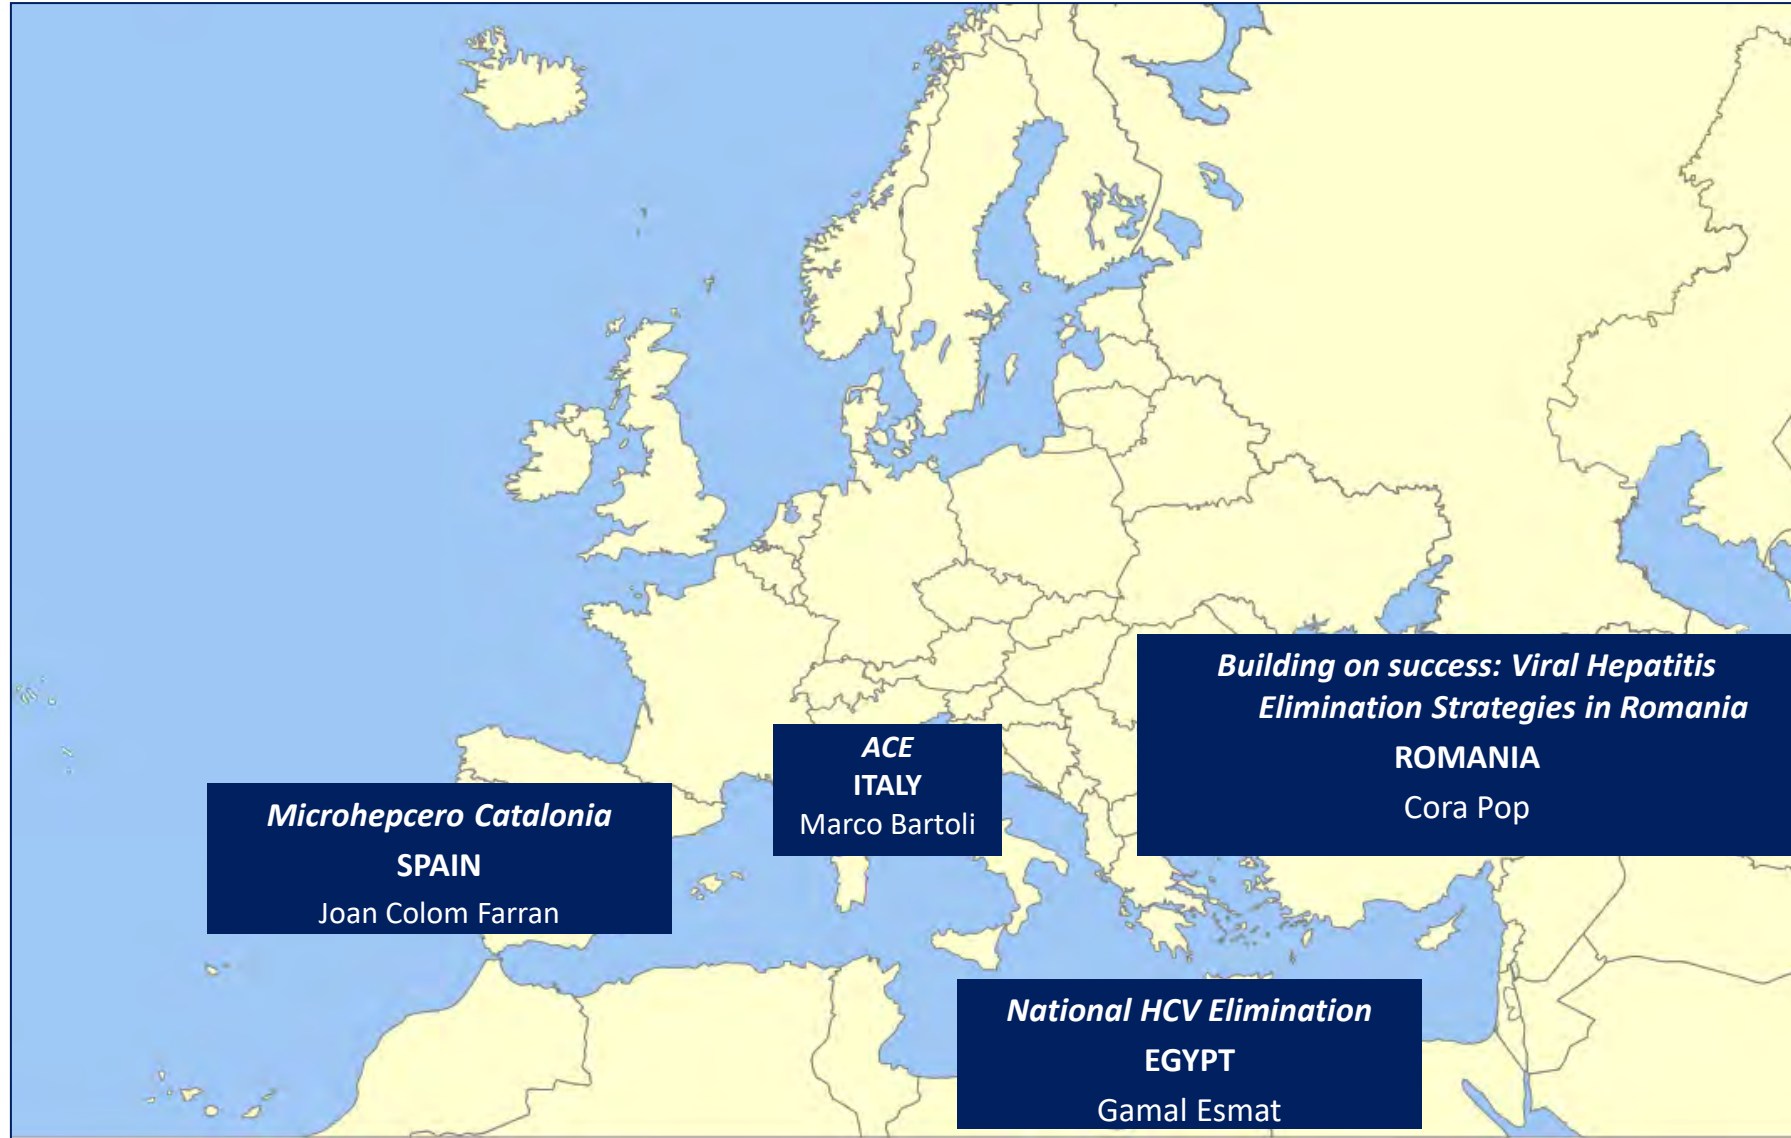 Building on success: Viral Hepatitis
Elimination Strategies in Romania
ROMANIA
Cora Pop
ACE
ITALY
Marco Bartoli
Microhepcero Catalonia
SPAIN
Joan Colom Farran
National HCV Elimination
EGYPT
Gamal Esmat